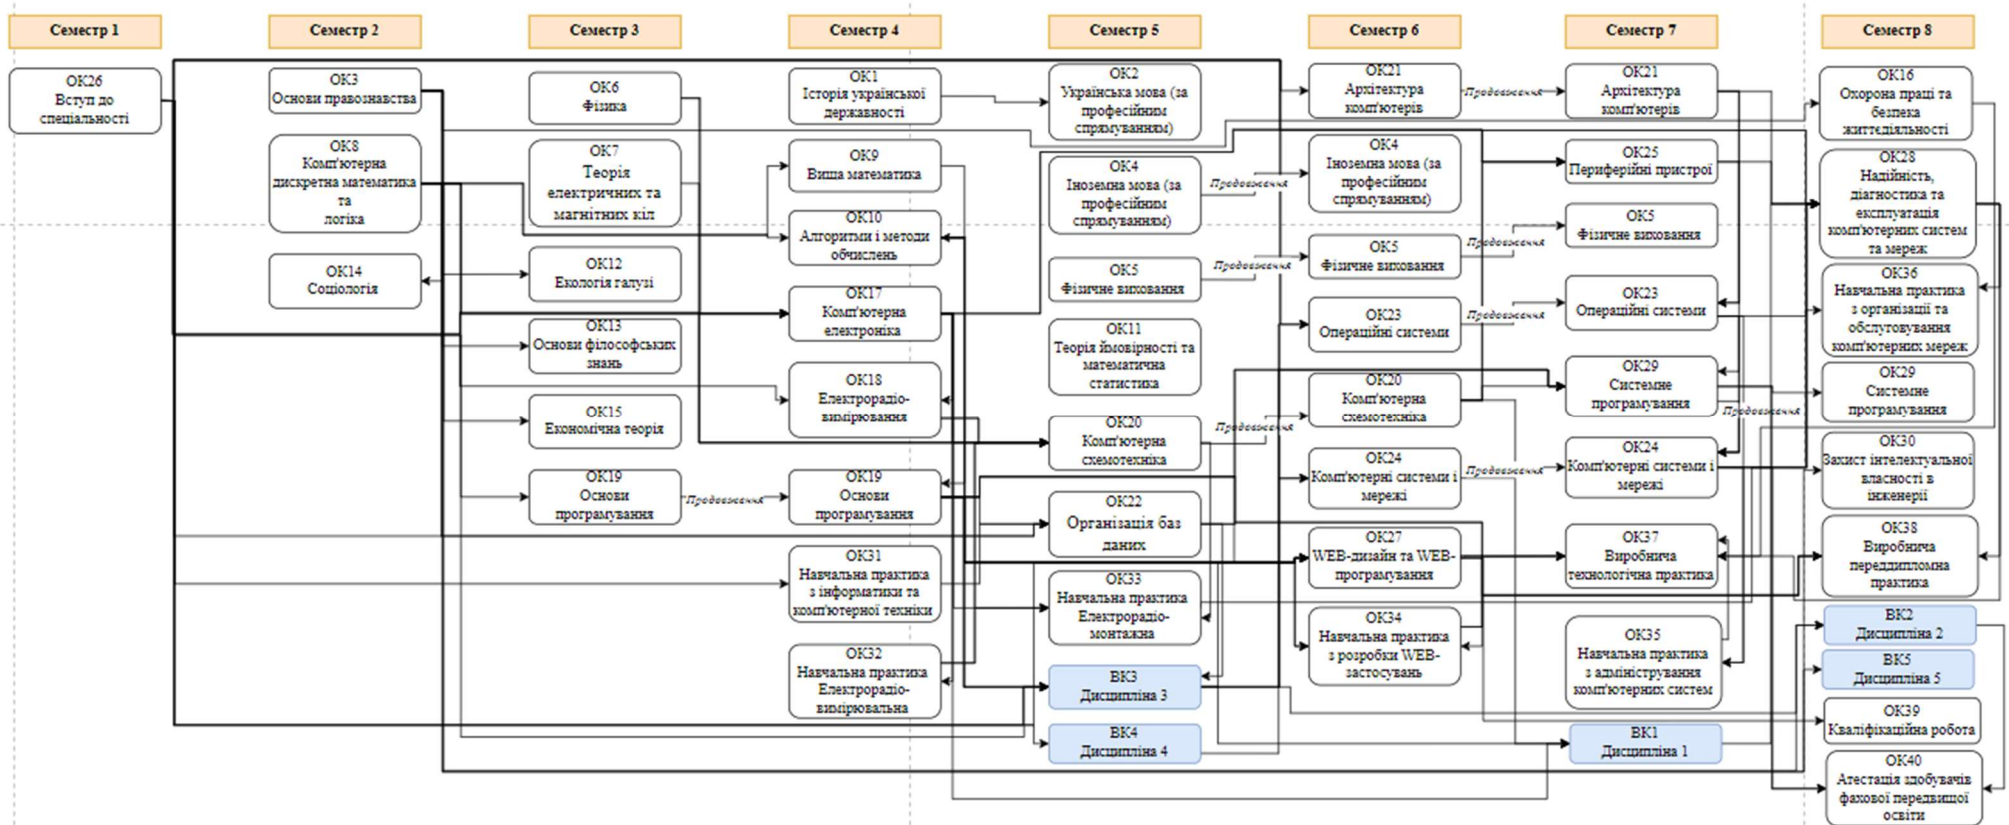 Семестр 1
ОК26
Вступ до
спеціальності
Семестр 2
ОК3
Основи правознавства
ОК8
Комп'ютерна
дискретна математика
та
логіка
ОК14
Соціологія
Семестр 3
ОК6
Фізика
ОК7
Теорія
електричних та
магнітних кіл
ОК12
Екологія галузі
ОК13
Основи філософських
знань
ОК15
Економічна теорія
ОК19
Основи
програмування
Продовження
Семестр 4
ОК1
Історія української
державності
ОК9
Вища математика
ОК10
Алгоритми і методи
обчислень
ОК17
Комп'ютерна
електроніка
ОК18
Електрорадіо-
вимірювання
ОК19
Основи
програмування
ОК31
Навчальна практика
з інформатики та
комп'ютерної техніки
ОК32
Навчальна практика
Електрорадіо-
вимірювальна
Семестр 5
ОК2
Українська мова (за
професійним
спрямуванням)
ОК4
Іноземна мова (за
професійним
спрямуванням)
Продовження
ОК5
Фізичне виховання
Продовження
ОК11
Теорія ймовірності та
математична
статистика
ОК20
Комп'ютерна
схемотехніка
Продовження
ОК22
Організація баз
даних
ОК33
Навчальна практика
Електрорадіо-
монтажна
ВК3
Дисципліна 3
ВК4
Дисципліна 4
Семестр 6
ОК21
Архітектура
комп'ютерів
Продовження
ОК4
Іноземна мова (за
професійним
спрямуванням)
ОК5
Фізичне виховання
Продовження
ОК23
Операційні системи
Продовження
ОК20
Комп'ютерна
схемотехніка
ОК24
Комп'ютерні системи і
мережі
Продовження
ОК27
WEB-дизайн та WEB-
програмування
ОК34
Навчальна практика
з розробки WEB-
застосувань
Семестр 7
ОК21
Архітектура
комп'ютерів
ОК25
Периферійні пристрої
ОК5
Фізичне виховання
ОК23
Операційні системи
ОК29
Системне
програмування
Продовження
ОК24
Комп'ютерні системи і
мережі
ОК37
Виробнича
технологічна практика
ОК35
Навчальна практика
з адміністрування
комп'ютерних систем
ВК1
Дисципліна 1
Семестр 8
ОК16
Охорона праці та
безпека
життєдіяльності
ОК28
Надійність,
діагностика та
експлуатація
комп'ютерних систем
та мереж
ОК36
Навчальна практика
з організації та
обслуговування
комп'ютерних мереж
ОК29
Системне
програмування
ОК30
Захист інтелектуальної
власності в
інженерії
ОК38
Виробнича
переддипломна
практика
ВК2
Дисципліна 2
ВК5
Дисципліна 5
ОК39
Кваліфікаційна робота
ОК40
Атестація здобувачів
фахової передвищої
освіти